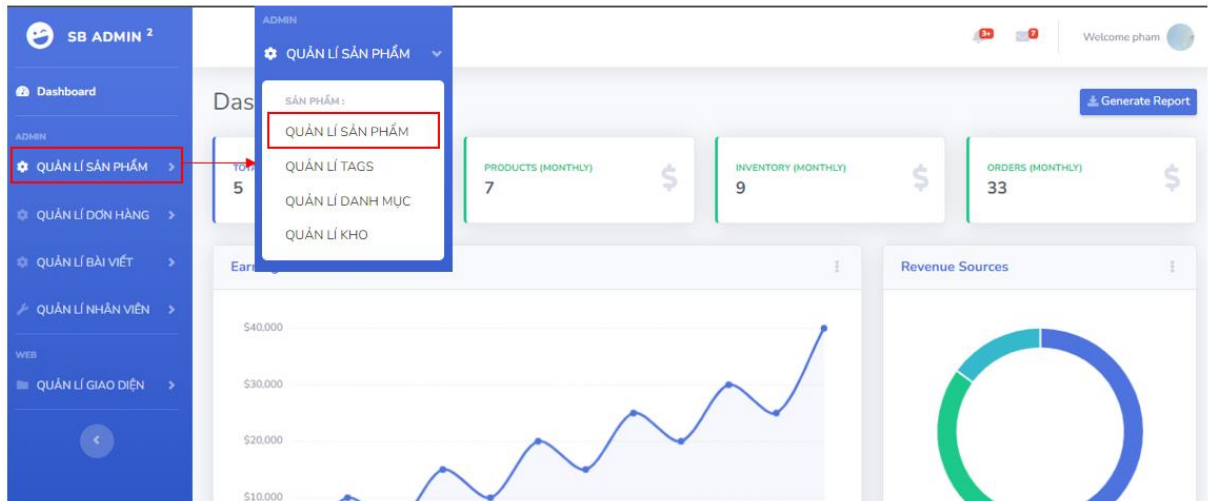 SB ADMIN 2
Dashboard
ADMIN
QUẢN LÍ SẢN PHẨM
QUẢN LÍ ĐƠN HÀNG
QUẢN LÍ BÀI VIẾT
QUẢN LÍ NHÂN VIÊN
WEB
QUẢN LÍ GIAO DIỆN
ADMIN
QUẢN LÍ SẢN PHẨM
SẢN PHẨM :
QUẢN LÍ SẢN PHẨM
QUẢN LÍ TAGS
QUẢN LÍ DANH MỤC
QUẢN LÍ KHO
3+
7
Welcome pham
Das
Generate Report
TOTA
5
PRODUCTS (MONTHLY)
7
INVENTORY (MONTHLY)
9
ORDERS (MONTHLY)
33
Earn
Revenue Sources
$40,000
$30,000
$20,000
$10,000